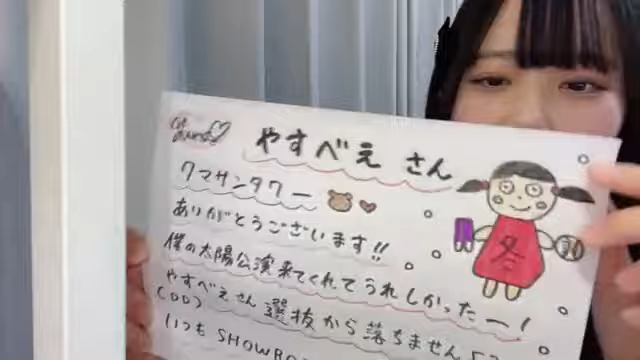 やすべえ さん
クマサンタワー
ありがとうございます!!
僕の太陽公演 来てくれてうれしかったー!
やすべえさん 選抜から落ちません
(DD)
いつも SHOWRO
冬